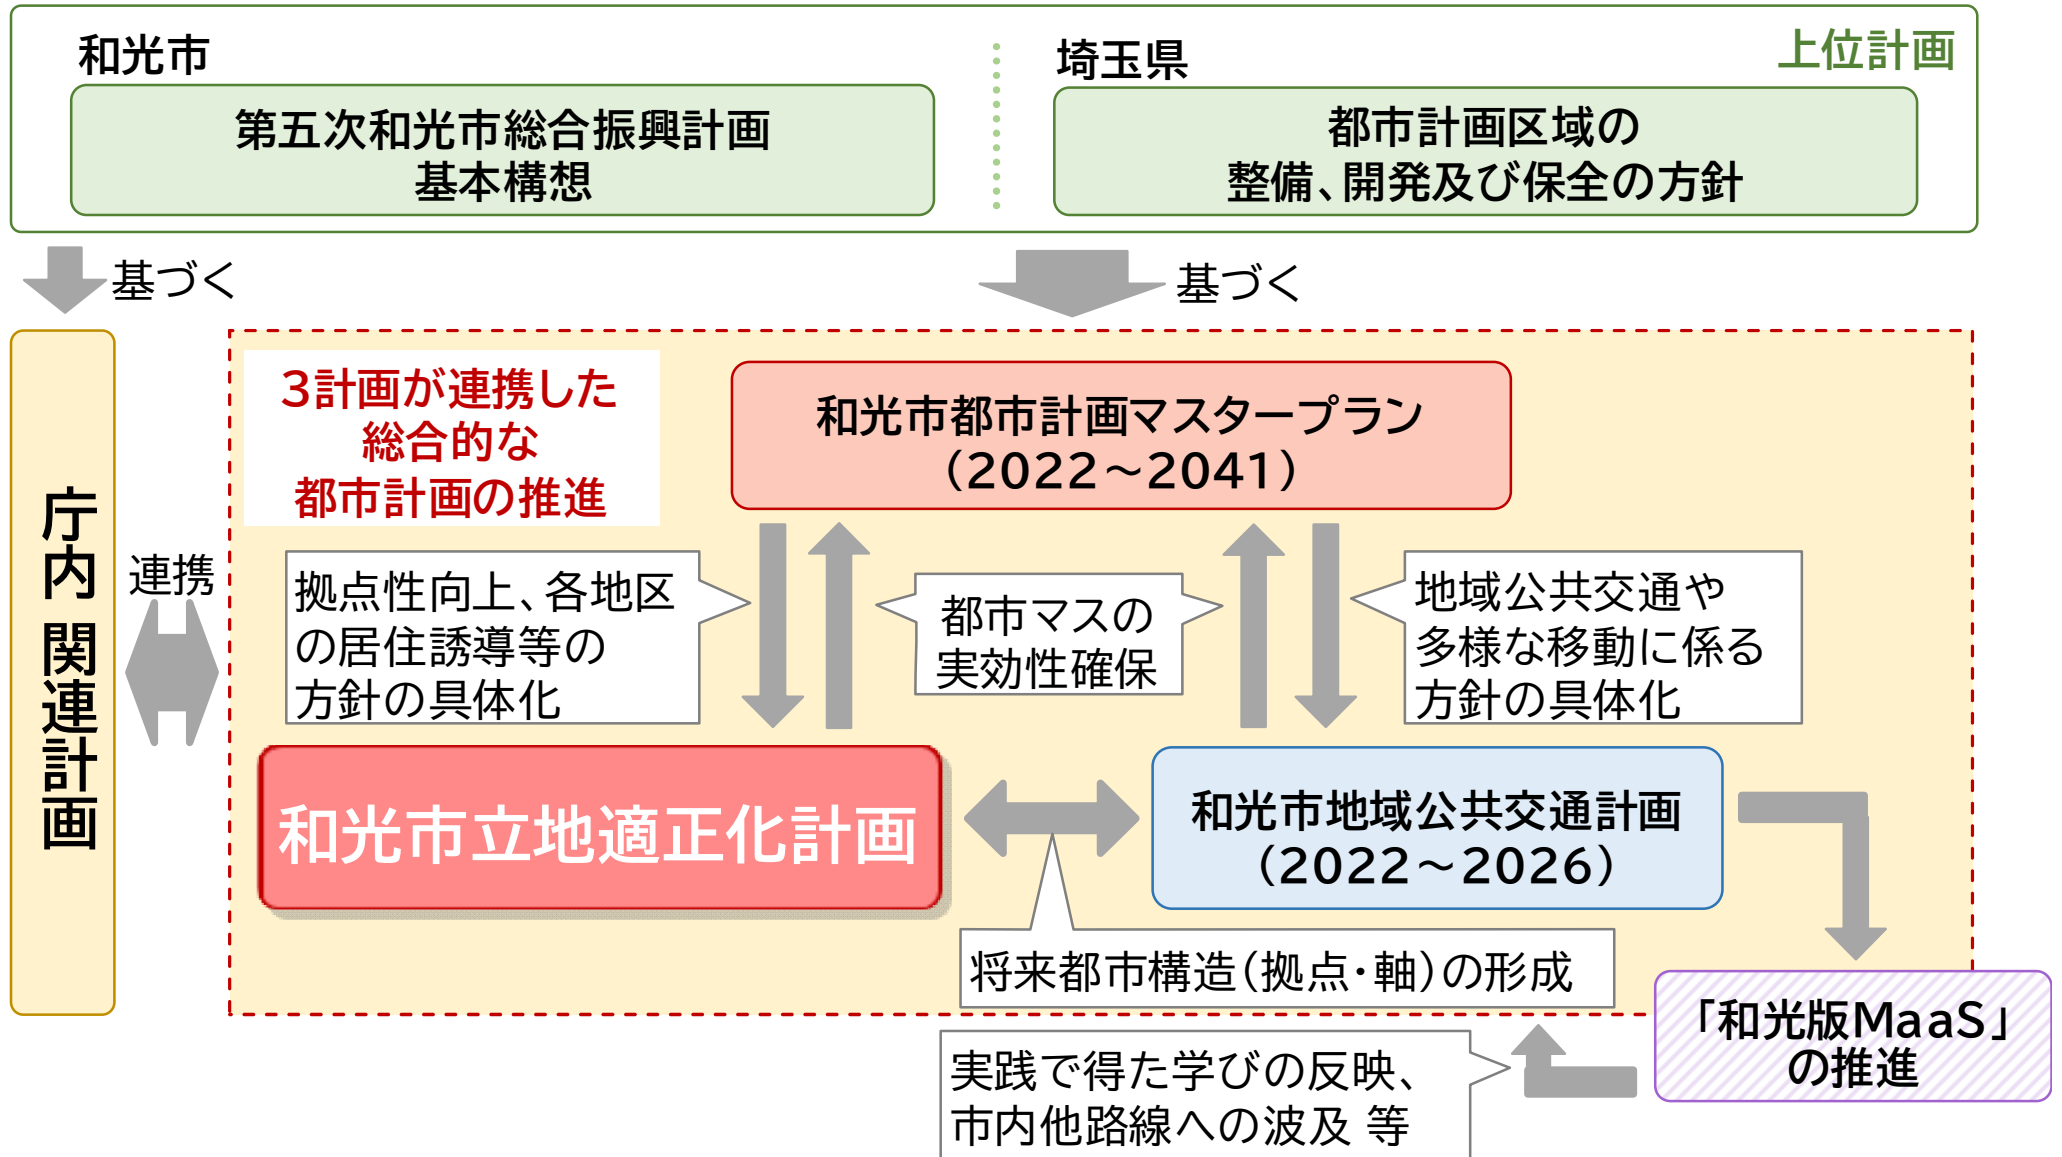 上位計画
和光市
第五次和光市総合振興計画
基本構想
埼玉県
都市計画区域の
整備、開発及び保全の方針
基づく
基づく
庁内 関連計画
連携
3計画が連携した
総合的な
都市計画の推進
和光市都市計画マスタープラン
(2022~2041)
拠点性向上、各地区
の居住誘導等の
方針の具体化
都市マスの
実効性確保
地域公共交通や
多様な移動に係る
方針の具体化
和光市立地適正化計画
和光市地域公共交通計画
(2022~2026)
将来都市構造(拠点・軸)の形成
「和光版MaaS」
の推進
実践で得た学びの反映、
市内他路線への波及 等